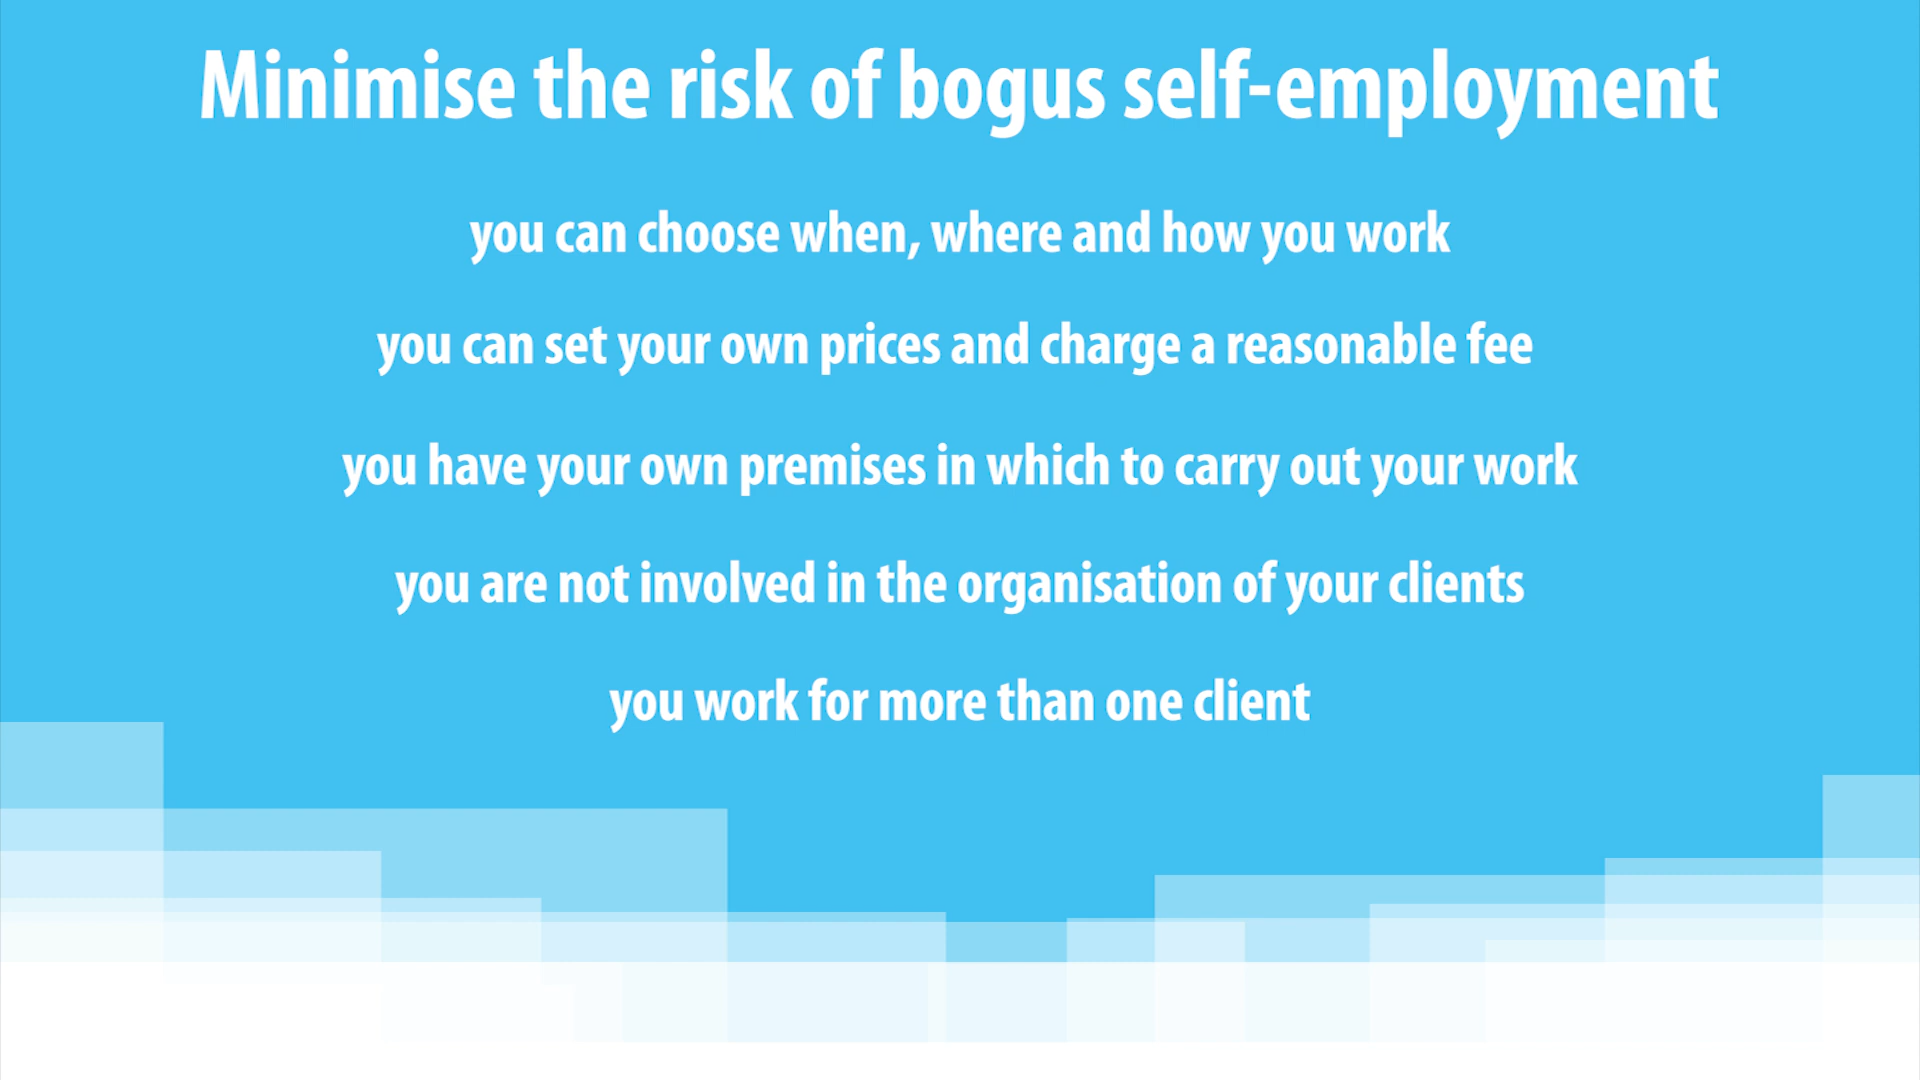 Minimise the risk of bogus self-employment
you can choose when, where and how you work
you can set your own prices and charge a reasonable fee
you have your own premises in which to carry out your work
you are not involved in the organisation of your clients
you work for more than one client